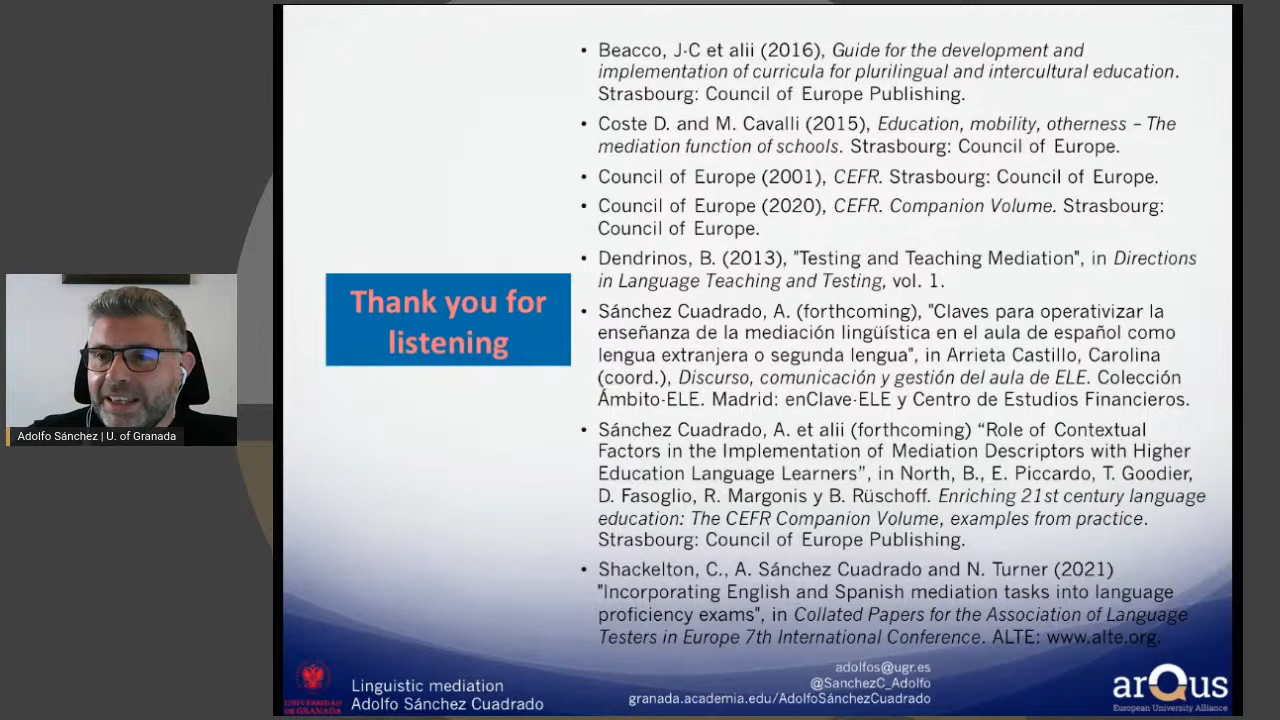 • Beacco, J-C et alii (2016), Guide for the development and
implementation of curricula for plurilingual and intercultural education.
Strasbourg: Council of Europe Publishing.
• Coste D. and M. Cavalli (2015), Education, mobility, otherness – The
mediation function of schools. Strasbourg: Council of Europe.
• Council of Europe (2001), CEFR. Strasbourg: Council of Europe.
• Council of Europe (2020), CEFR. Companion Volume. Strasbourg:
Council of Europe.
• Dendrinos, B. (2013), "Testing and Teaching Mediation", in Directions
in Language Teaching and Testing, vol. 1.
• Sánchez Cuadrado, A. (forthcoming), "Claves para operativizar la
enseñanza de la mediación lingüística en el aula de español como
lengua extranjera o segunda lengua", in Arrieta Castillo, Carolina
(coord.), Discurso, comunicación y gestión del aula de ELE. Colección
Ámbito-ELE. Madrid: enClave-ELE y Centro de Estudios Financieros.
• Sánchez Cuadrado, A. et alii (forthcoming) “Role of Contextual
Factors in the Implementation of Mediation Descriptors with Higher
Education Language Learners”, in North, B., E. Piccardo, T. Goodier,
D. Fasoglio, R. Margonis y B. Rüschoff. Enriching 21st century language
education: The CEFR Companion Volume, examples from practice.
Strasbourg: Council of Europe Publishing.
• Shackelton, C., A. Sánchez Cuadrado and N. Turner (2021)
"Incorporating English and Spanish mediation tasks into language
proficiency exams", in Collated Papers for the Association of Language
Testers in Europe 7th International Conference. ALTE: www.alte.org.
Thank you for
listening
Adolfo Sánchez | U. of Granada
UNIVERSIDAD
DE GRANADA
Linguistic mediation
Adolfo Sánchez Cuadrado
adolfos@ugr.es
@SanchezC_Adolfo
granada.academia.edu/AdolfoSánchezCuadrado
arQus
European University Alliance